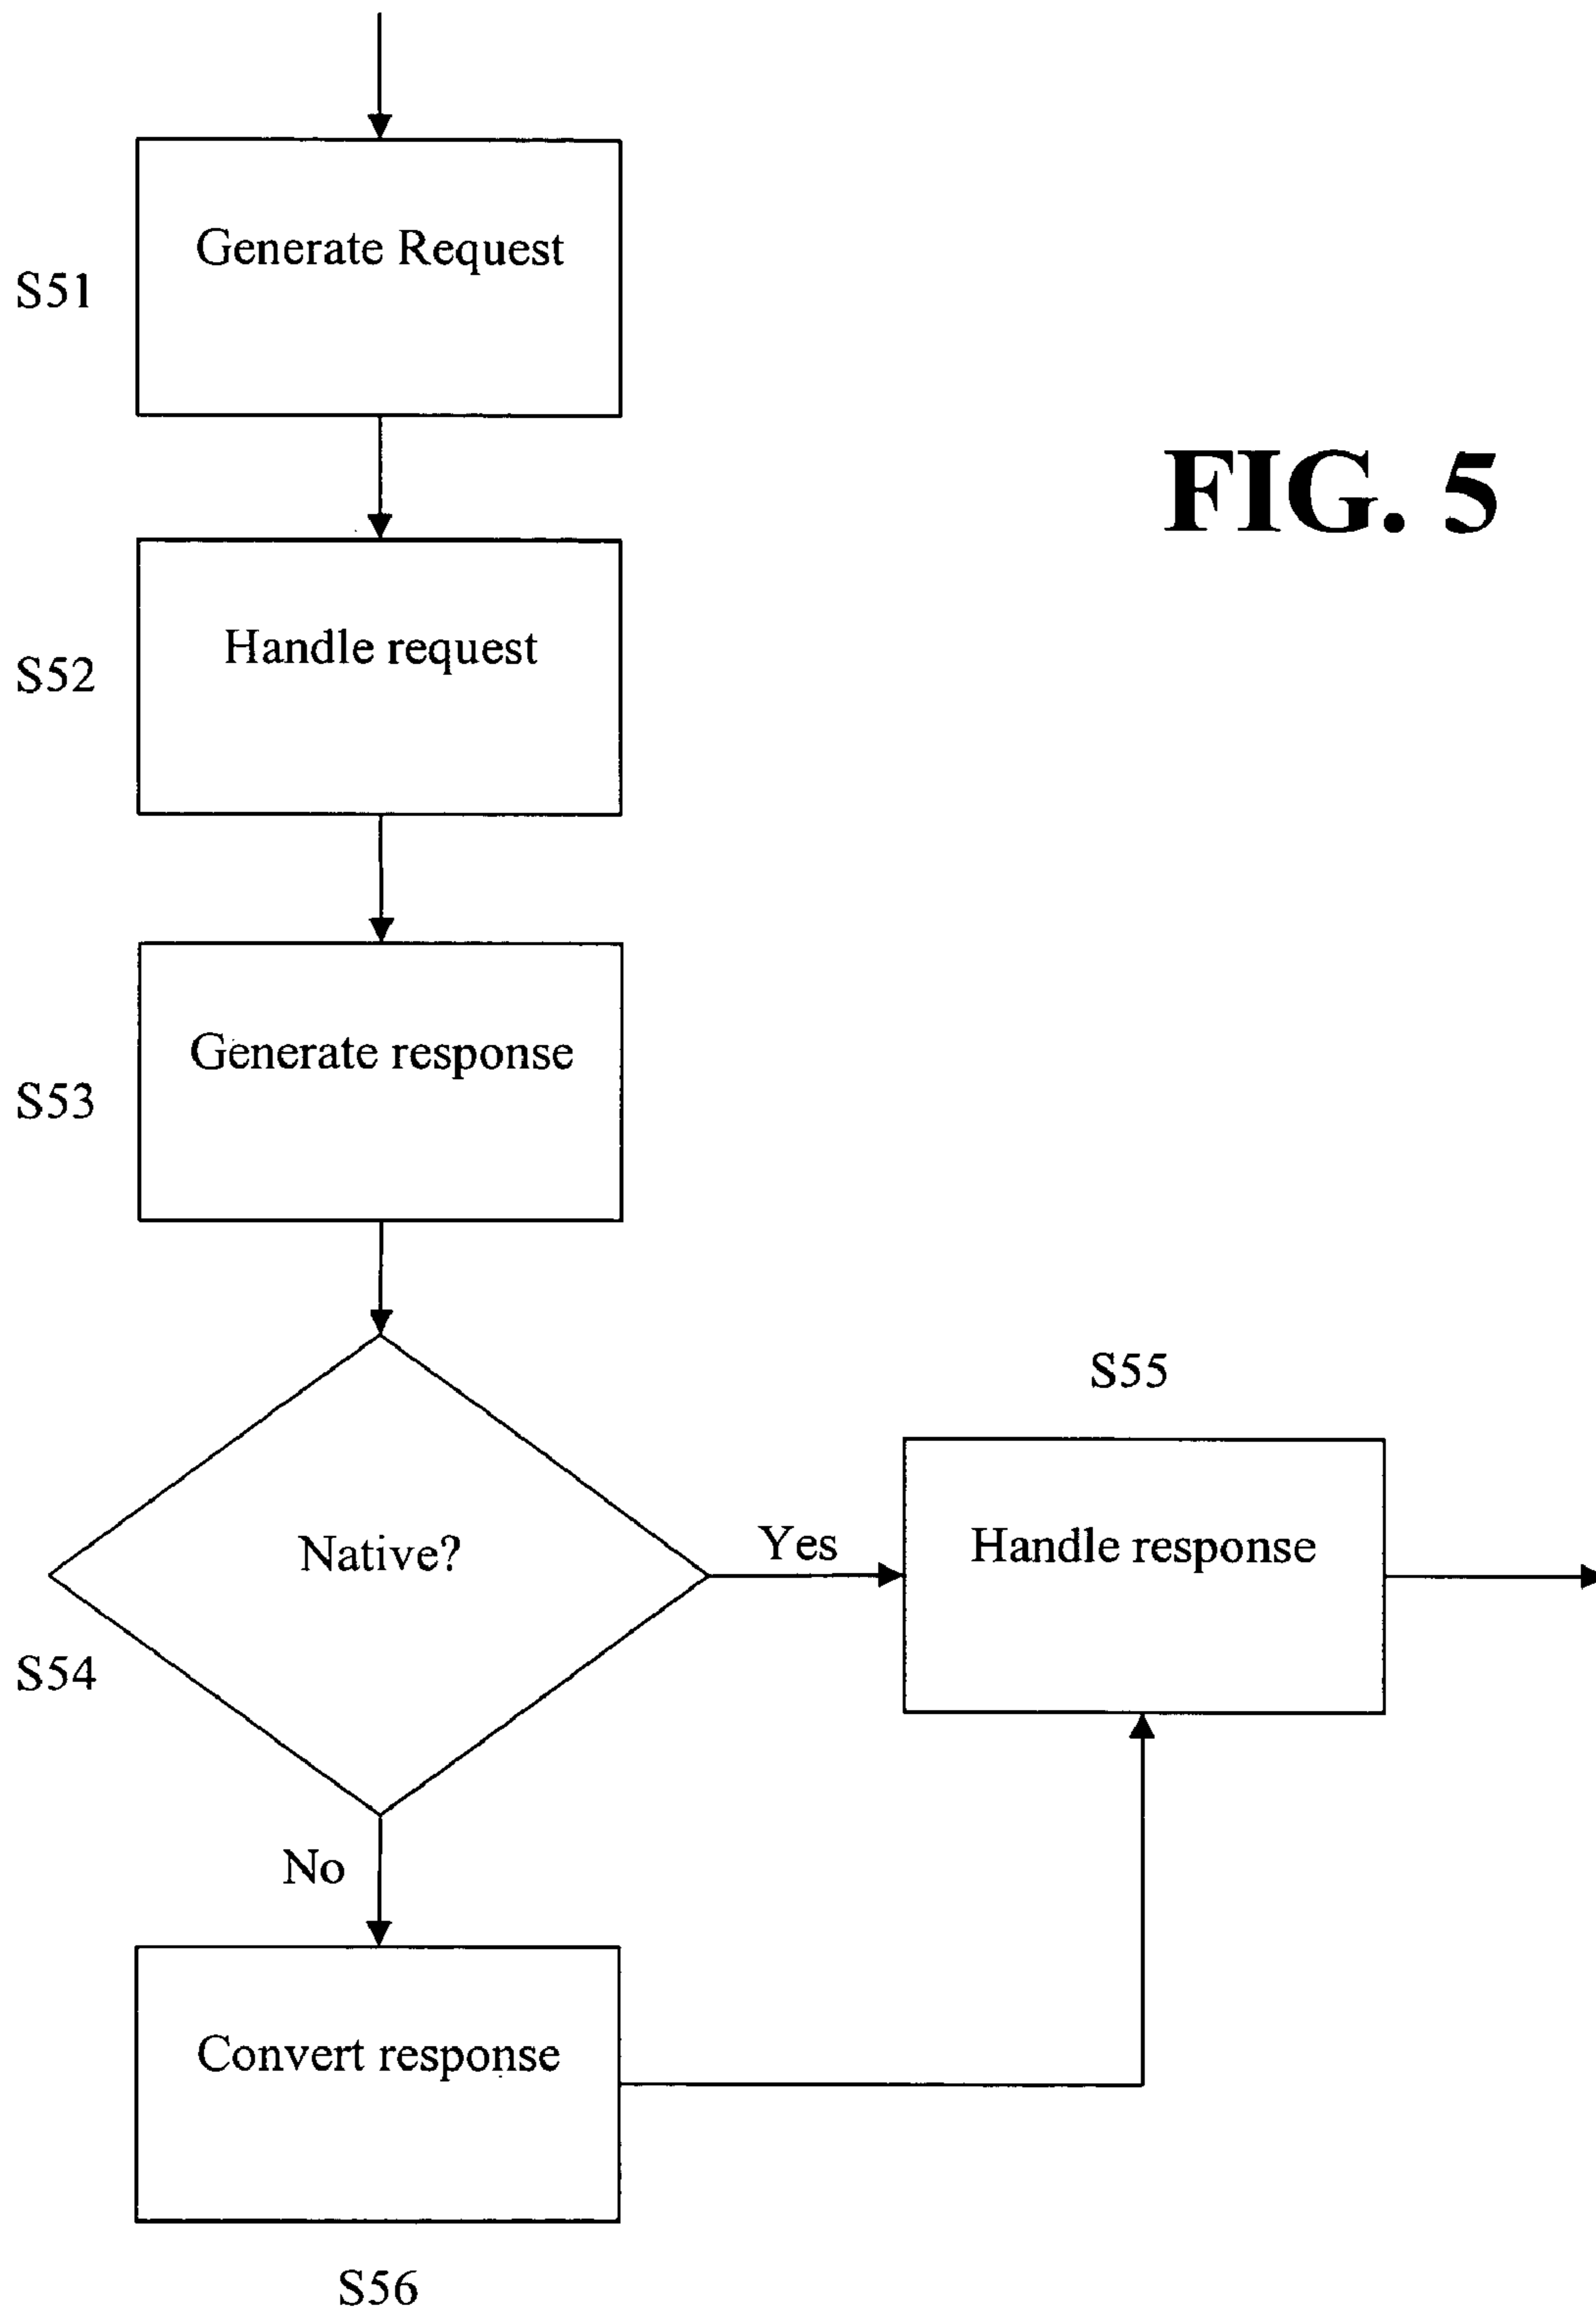 Generate Request
S51
FIG. 5
Handle request
S52
Generate response
S53
S55
Native?
Yes
Handle response
S54
No
Convert response
S56